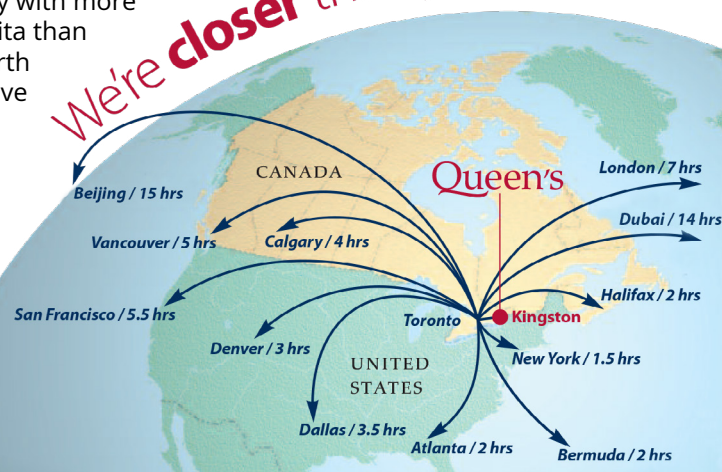 y with more
ita than
rth
ve
We're closer
CANADA
Queen's
London / 7 hrs
Beijing / 15 hrs
Dubai / 14 hrs
Vancouver / 5 hrs
Calgary / 4 hrs
Halifax / 2 hrs
San Francisco / 5.5 hrs
Toronto
Kingston
Denver / 3 hrs
New York / 1.5 hrs
UNITED
STATES
Dallas / 3.5 hrs
Atlanta / 2 hrs
Bermuda / 2 hrs